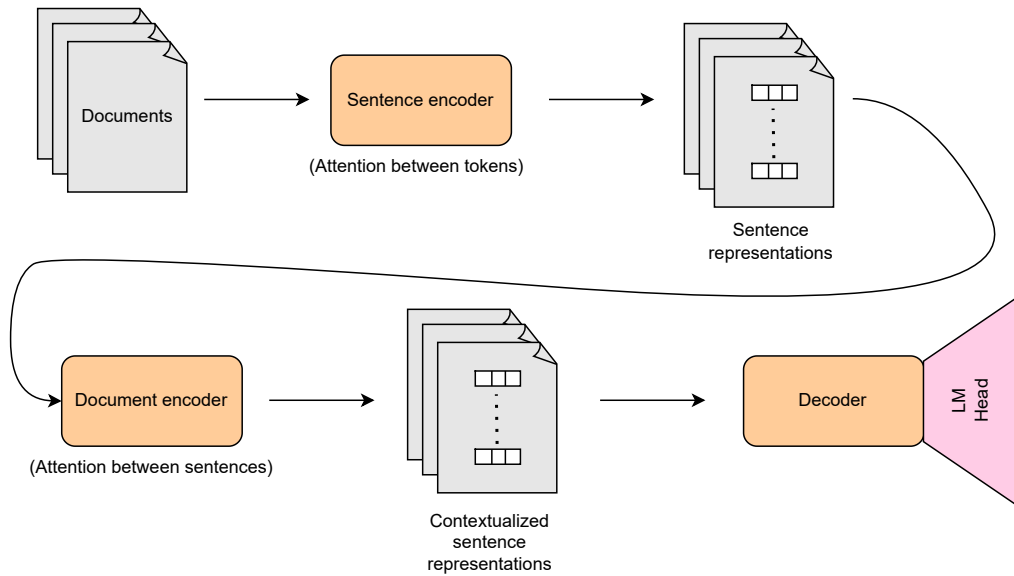 Documents
Sentence encoder
(Attention between tokens)
Sentence
representations
Document encoder
(Attention between sentences)
Contextualized
sentence
representations
Decoder
LM
Head